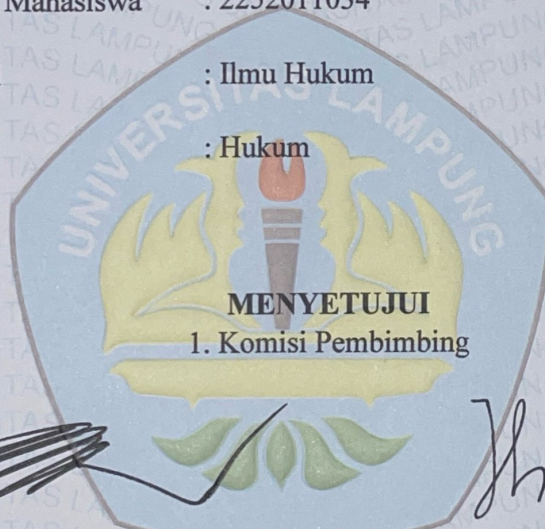 Mahasiswa : 2252011054
: Ilmu Hukum
: Hukum
UNIVERSITAS LAMPUNG
MENYETUJUI
1. Komisi Pembimbing